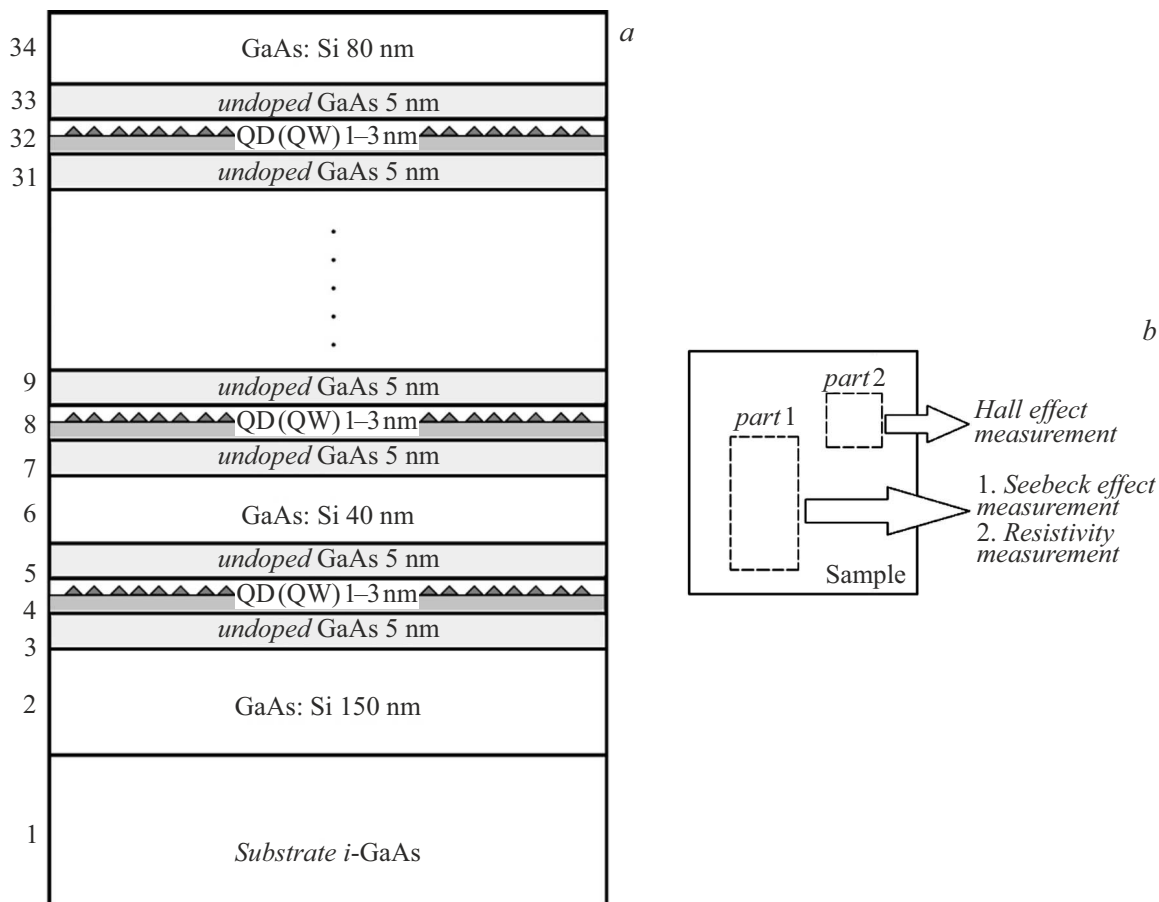 a
34 GaAs: Si 80 nm
33 undoped GaAs 5 nm
32 QD (QW) 1–3 nm
31 undoped GaAs 5 nm
9 undoped GaAs 5 nm
8 QD (QW) 1–3 nm
7 undoped GaAs 5 nm
6 GaAs: Si 40 nm
5 undoped GaAs 5 nm
4 QD (QW) 1–3 nm
3 undoped GaAs 5 nm
2 GaAs: Si 150 nm
1 Substrate i-GaAs
b
part 2
part 1
Hall effect
measurement
1. Seebeck effect
measurement
2. Resistivity
measurement
Sample